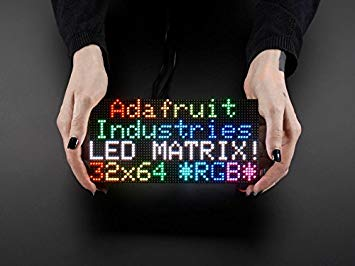 Adafruit
Industries
LED MATRIX!
32x64 *RGB*